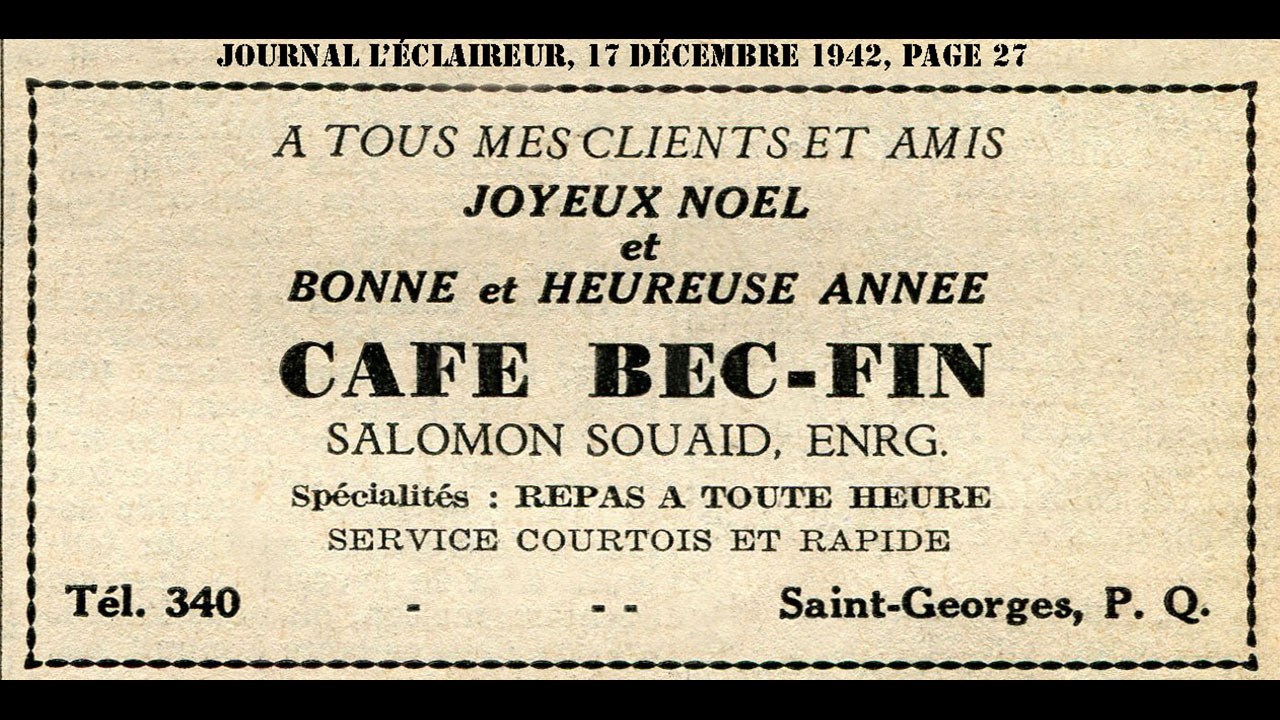 JOURNAL L'ÉCLAIREUR, 17 DÉCEMBRE 1942, PAGE 27
A TOUS MES CLIENTS ET AMIS
JOYEUX NOEL
et
BONNE et HEUREUSE ANNEE
CAFE BEC-FIN
SALOMON SOUAID, ENRG.
Spécialités : REPAS A TOUTE HEURE
SERVICE COURTOIS ET RAPIDE
Tél. 340 - - - Saint-Georges, P. Q.